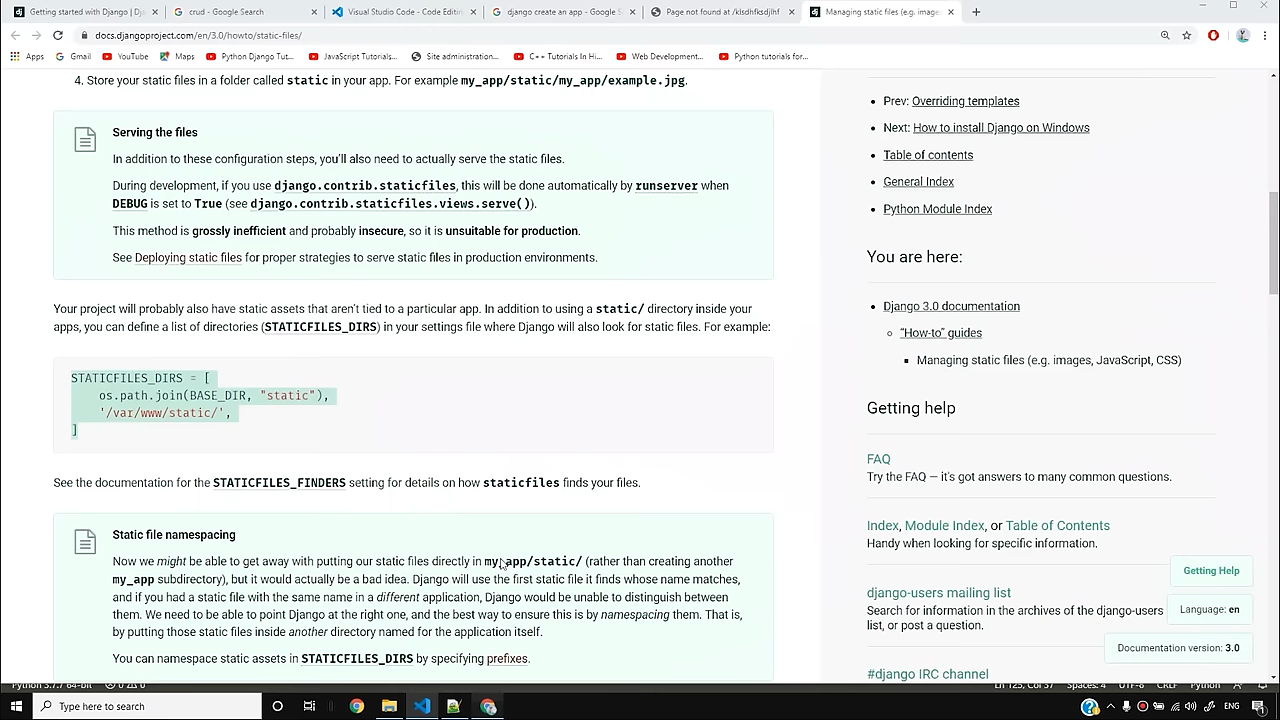 Getting started with Django | Dj
crud - Google Search
Visual Studio Code - Code Editin
django create an app - Google S
Page not found at /klsdhfksdjlhf
Managing static files (e.g. image
docs.djangoproject.com/en/3.0/howto/static-files/
Apps
Gmail
YouTube
Maps
Python Django Tut...
JavaScript Tutorials...
Site administration...
C++ Tutorials In Hi...
Web Development...
Python tutorials for...
4. Store your static files in a folder called static in your app. For example my_app/static/my_app/example.jpg.
Serving the files
In addition to these configuration steps, you'll also need to actually serve the static files.
During development, if you use django.contrib.staticfiles, this will be done automatically by runserver when
DEBUG is set to True (see django.contrib.staticfiles.views.serve()).
This method is grossly inefficient and probably insecure, so it is unsuitable for production.
See Deploying static files for proper strategies to serve static files in production environments.
Your project will probably also have static assets that aren't tied to a particular app. In addition to using a static/ directory inside your
apps, you can define a list of directories (STATICFILES_DIRS) in your settings file where Django will also look for static files. For example:
STATICFILES_DIRS = [
os.path.join(BASE_DIR, "static"),
'/var/www/static/',
]
See the documentation for the STATICFILES_FINDERS setting for details on how staticfiles finds your files.
Static file namespacing
Now we might be able to get away with putting our static files directly in my_app/static/ (rather than creating another
my_app subdirectory), but it would actually be a bad idea. Django will use the first static file it finds whose name matches,
and if you had a static file with the same name in a different application, Django would be unable to distinguish between
them. We need to be able to point Django at the right one, and the best way to ensure this is by namespacing them. That is,
by putting those static files inside another directory named for the application itself.
You can namespace static assets in STATICFILES_DIRS by specifying prefixes.
Prev: Overriding templates
Next: How to install Django on Windows
Table of contents
General Index
Python Module Index
You are here:
Django 3.0 documentation
"How-to" guides
Managing static files (e.g. images, JavaScript, CSS)
Getting help
FAQ
Try the FAQ — it's got answers to many common questions.
Index, Module Index, or Table of Contents
Handy when looking for specific information.
django-users mailing list
Search for information in the archives of the django-users
list, or post a question.
#django IRC channel
Getting Help
Language: en
Documentation version: 3.0
Python 3.7.7 64-bit
0
0
Ln 125, Col 37
Spaces: 4
UTF-8
CRLF
Python
Type here to search
ENG